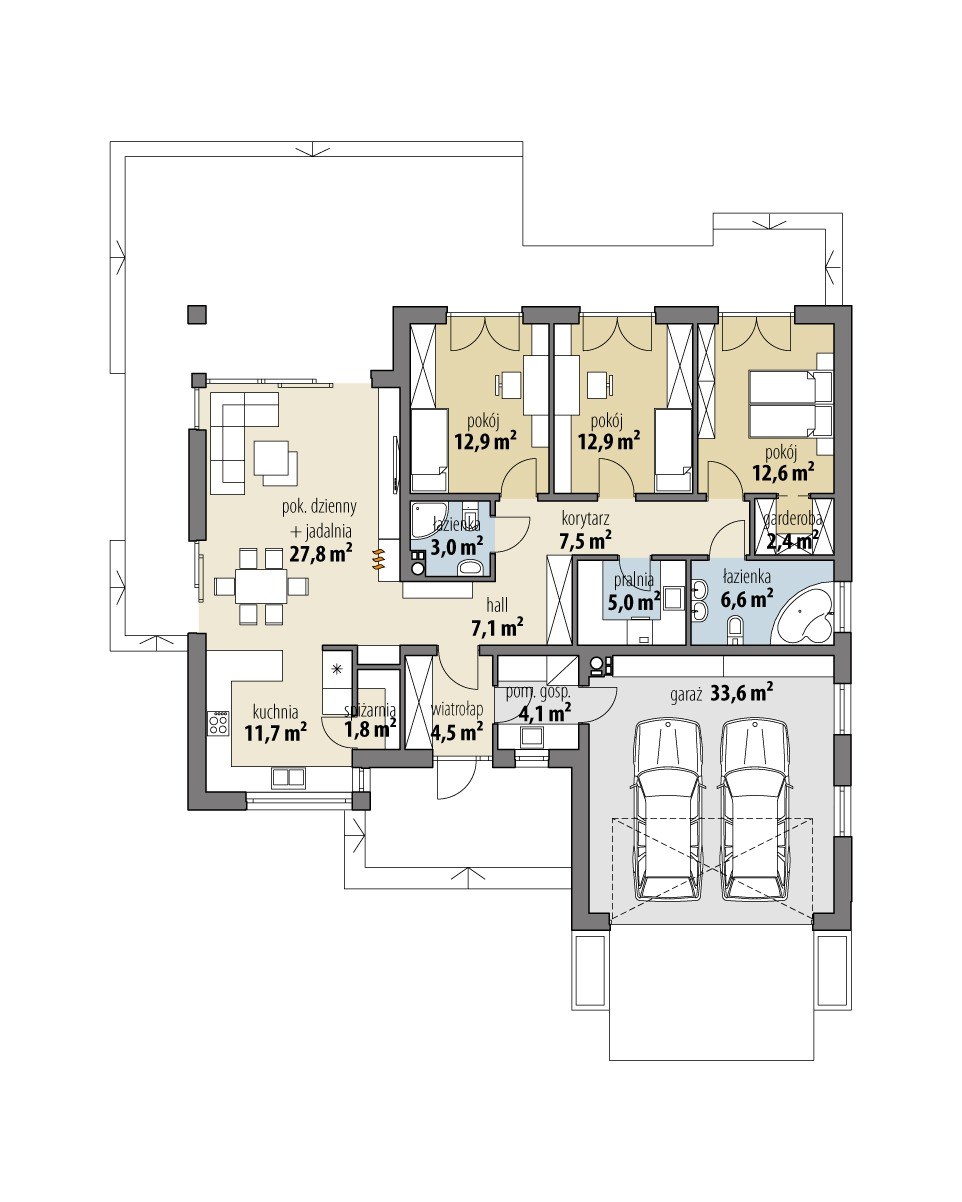 pokój
12,9 m²
pokój
12,9 m²
pokój
12,6 m²
pok. dzienny
+ jadalnia
27,8 m²
łazienka
3,0 m²
korytarz
7,5 m²
garderoba
2,4 m²
pralnia
5,0 m²
łazienka
6,6 m²
hall
7,1 m²
kuchnia
11,7 m²
spiżarnia
1,8 m²
wiatrołap
4,5 m²
pom. gosp.
4,1 m²
garaż 33,6 m²